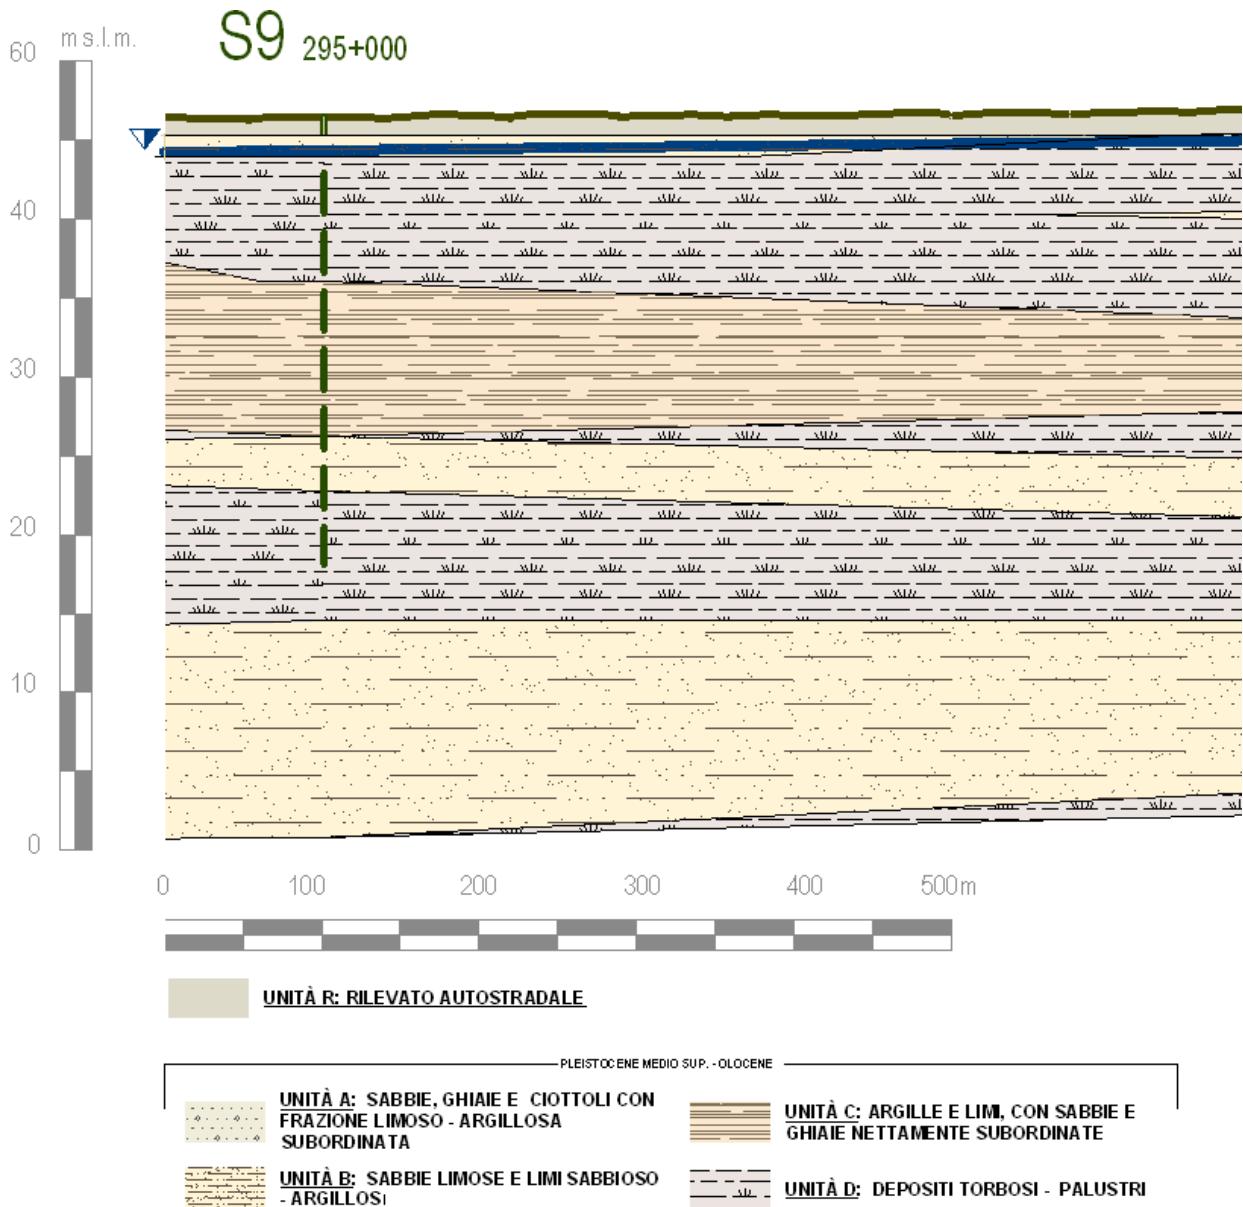 60
m s.l.m.
S9 295+000
40
30
20
10
0
0 100 200 300 400 500m
UNITÀ R: RILEVATO AUTOSTRADALE
PLEISTOCENE MEDIO SUP. - OLOCENE
UNITÀ A: SABBIE, GHIAIE E CIOTTOLI CON
FRAZIONE LIMOSO - ARGILLOSA
SUBORDINATA
UNITÀ C: ARGILLE E LIMI, CON SABBIE E
GHIAIE NETTAMENTE SUBORDINATE
UNITÀ B: SABBIE LIMOSE E LIMI SABBIOSO
- ARGILLOSI
UNITÀ D: DEPOSITI TORBOSI - PALUSTRI